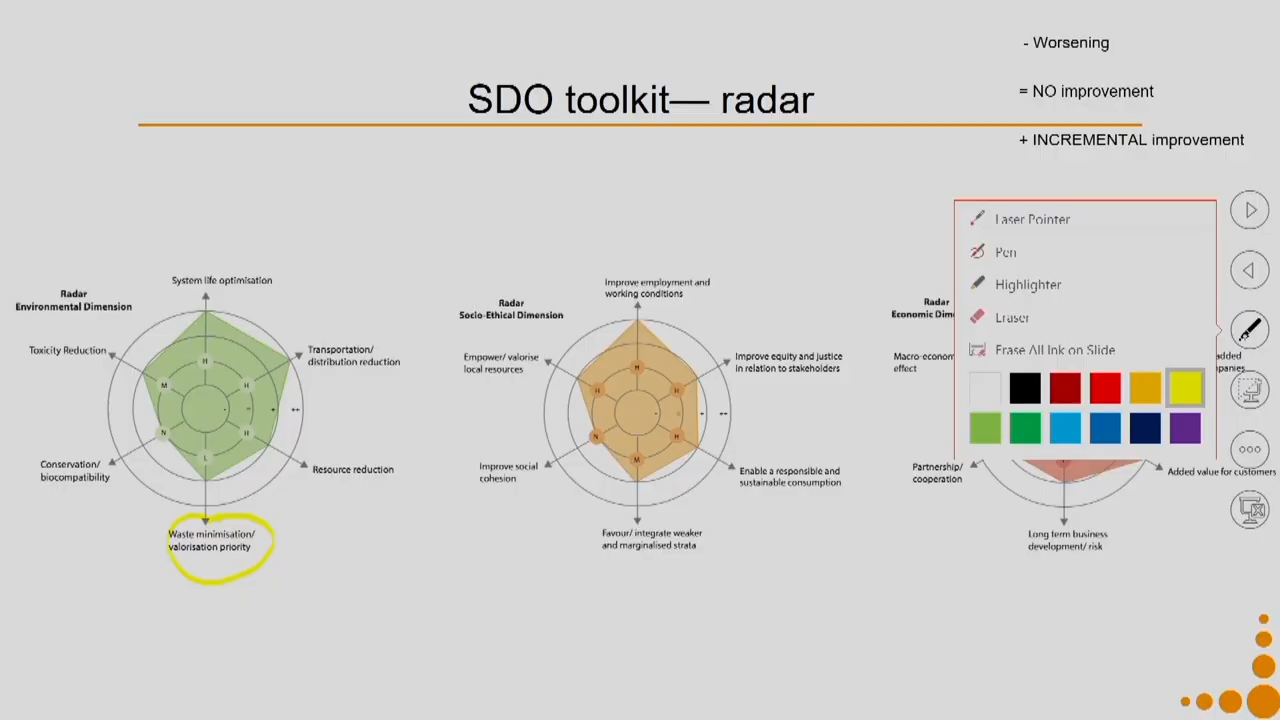 - Worsening
SDO toolkit— radar
= NO improvement
+ INCREMENTAL improvement
Laser Pointer
Pen
Highlighter
Eraser
Erase All Ink on Slide
Radar
Environmental Dimension
System life optimisation
Transportation/
distribution reduction
Resource reduction
Waste minimisation/
valorisation priority
Conservation/
biocompatibility
Toxicity Reduction
H
H
H
L
N
M
-
=
+
++
Radar
Socio-Ethical Dimension
Improve employment and
working conditions
Improve equity and justice
in relation to stakeholders
Enable a responsible and
sustainable consumption
Favour/ integrate weaker
and marginalised strata
Improve social
cohesion
Empower/ valorise
local resources
H
H
H
M
N
H
-
=
+
++
Radar
Economic
effect
added
Partnership/
cooperation
Added value for customers
Long term business
development/ risk